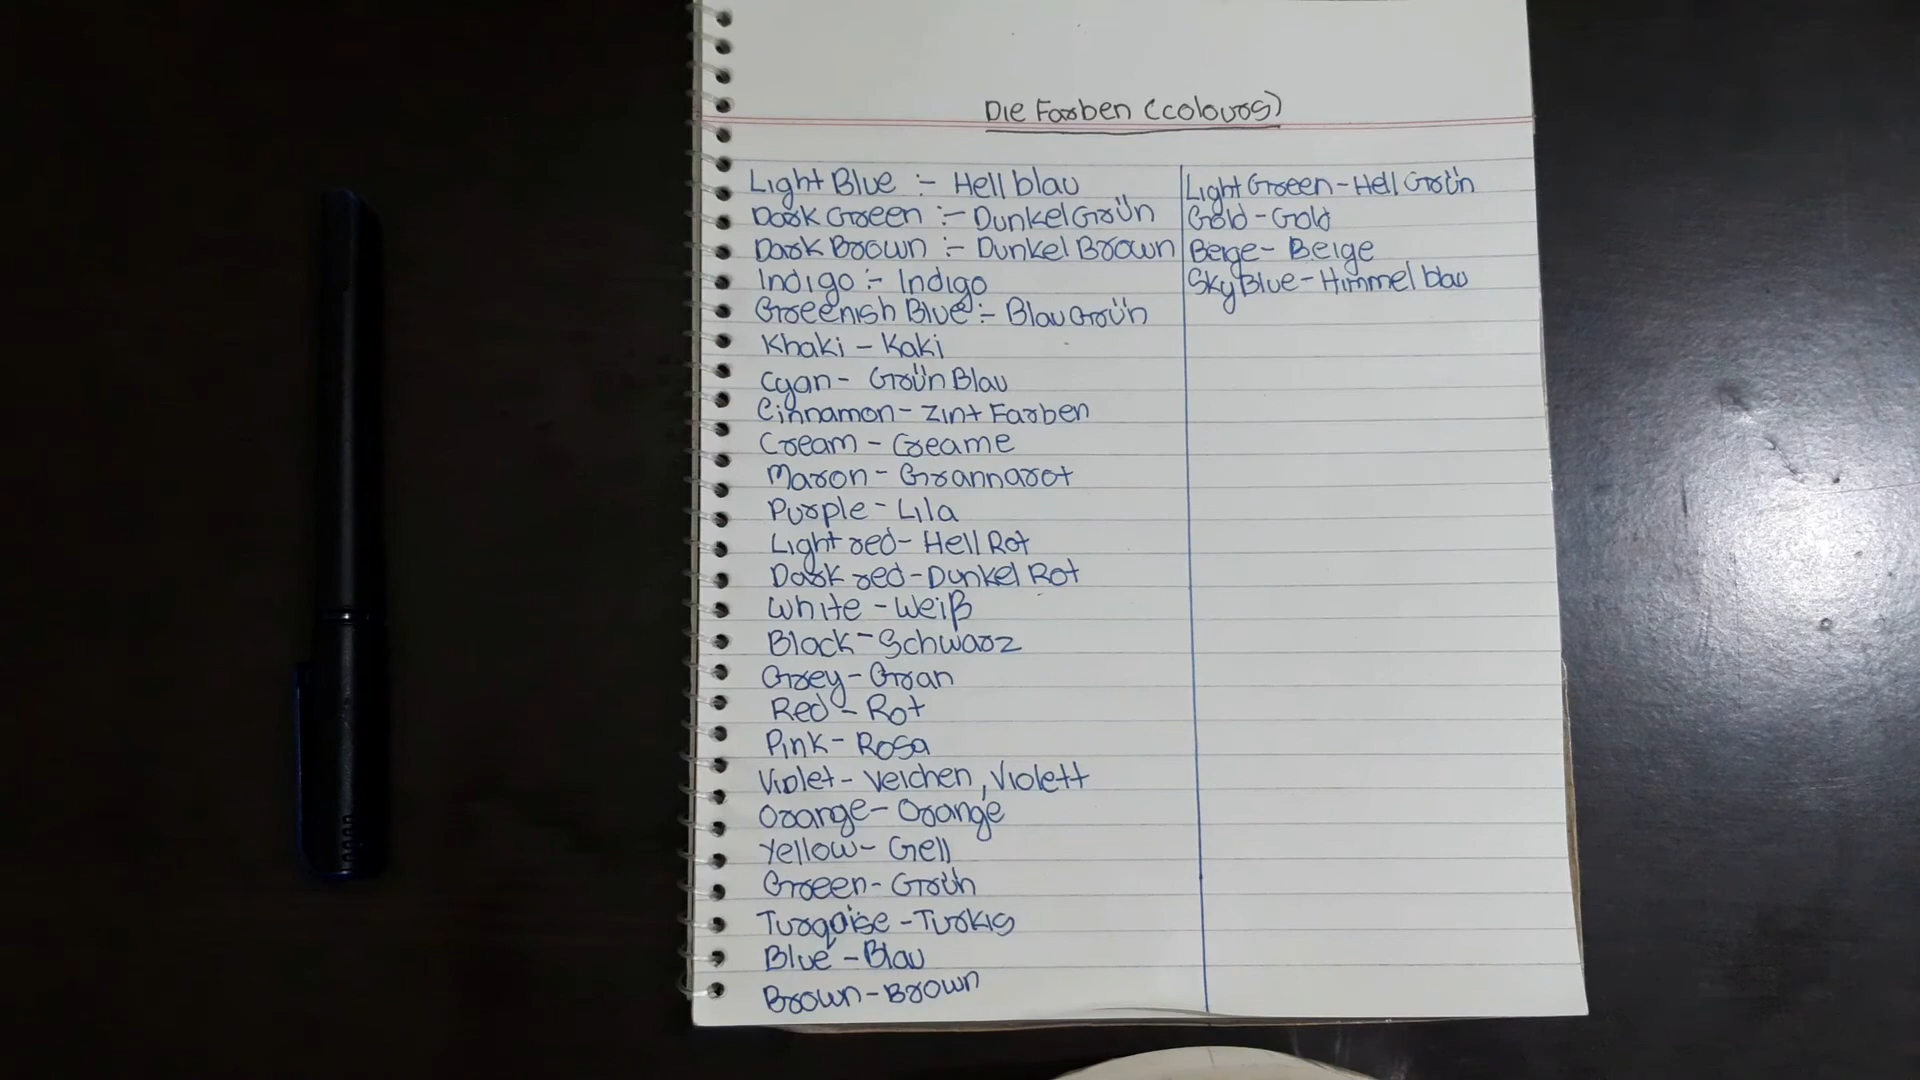 Die Farben (colours)
Light Blue :- Hell blau
Dark Green :- Dunkel Grün
Dark Brown :- Dunkel Brown
Indigo :- Indigo
Greenish Blue :- Blau Grün
Khaki - Kaki
Cyan - Grün Blau
Cinnamon - Zint Farben
Cream - Creame
Maron - Grannarot
Purple - Lila
Light red - Hell Rot
Dark red - Dunkel Rot
White - Weiß
Black - Schwarz
Grey - Gran
Red - Rot
Pink - Rosa
Violet - Veichen, Violett
Orange - Orange
Yellow - Gell
Green - Grün
Turqoise - Turkis
Blue - Blau
Brown - Brown
Light Green - Hell Grün
Gold - Gold
Beige - Beige
Sky Blue - Himmel blau